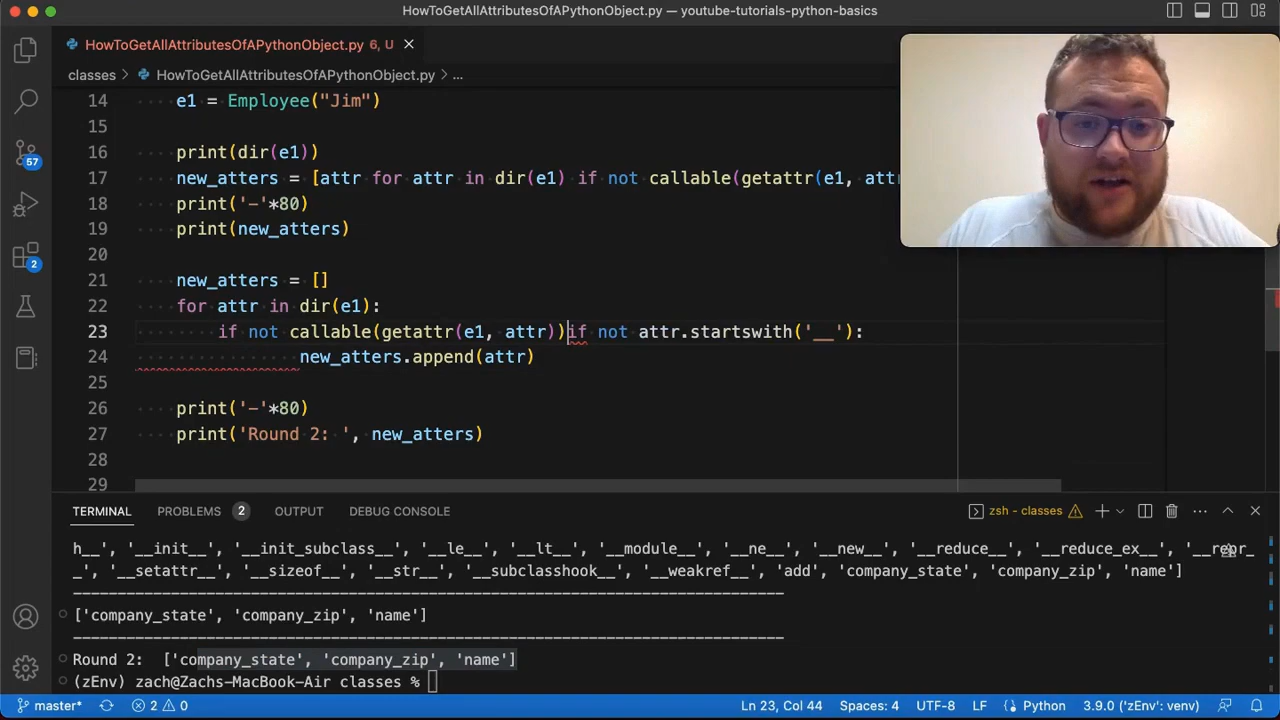 HowToGetAllAttributesOfAPythonObject.py — youtube-tutorials-python-basics
HowToGetAllAttributesOfAPythonObject.py 6, U
classes > HowToGetAllAttributesOfAPythonObject.py > ...
14 e1 = Employee("Jim")
15
16 print(dir(e1))
17 new_atters = [attr for attr in dir(e1) if not callable(getattr(e1, attr
18 print('-'*80)
19 print(new_atters)
20
21 new_atters = []
22 for attr in dir(e1):
23 if not callable(getattr(e1, attr))if not attr.startswith('__'):
24 new_atters.append(attr)
25
26 print('-'*80)
27 print('Round 2: ', new_atters)
28
29
57
2
TERMINAL PROBLEMS 2 OUTPUT DEBUG CONSOLE zsh - classes
h__', '__init__', '__init_subclass__', '__le__', '__lt__', '__module__', '__ne__', '__new__', '__reduce__', '__reduce_ex__', '__repr_
_', '__setattr__', '__sizeof__', '__str__', '__subclasshook__', '__weakref__', 'add', 'company_state', 'company_zip', 'name']
--------------------------------------------------------------------------------
['company_state', 'company_zip', 'name']
--------------------------------------------------------------------------------
Round 2:  ['company_state', 'company_zip', 'name']
(zEnv) zach@Zachs-MacBook-Air classes %
master* 2 0 Ln 23, Col 44 Spaces: 4 UTF-8 LF Python 3.9.0 ('zEnv': venv)